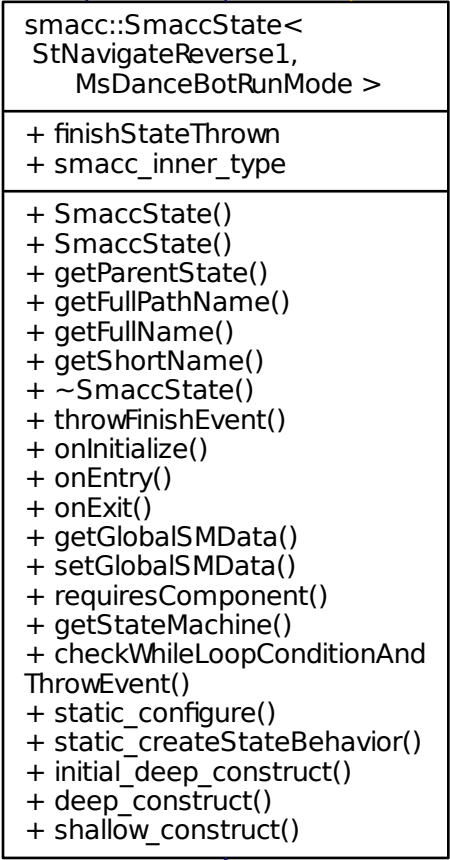 smacc::SmaccState<
StNavigateReverse1,
MsDanceBotRunMode >
+ finishStateThrown
+ smacc_inner_type
+ SmaccState()
+ SmaccState()
+ getParentState()
+ getFullPathName()
+ getFullName()
+ getShortName()
+ ~SmaccState()
+ throwFinishEvent()
+ onInitialize()
+ onEntry()
+ onExit()
+ getGlobalSMData()
+ setGlobalSMData()
+ requiresComponent()
+ getStateMachine()
+ checkWhileLoopConditionAnd
ThrowEvent()
+ static_configure()
+ static_createStateBehavior()
+ initial_deep_construct()
+ deep_construct()
+ shallow_construct()